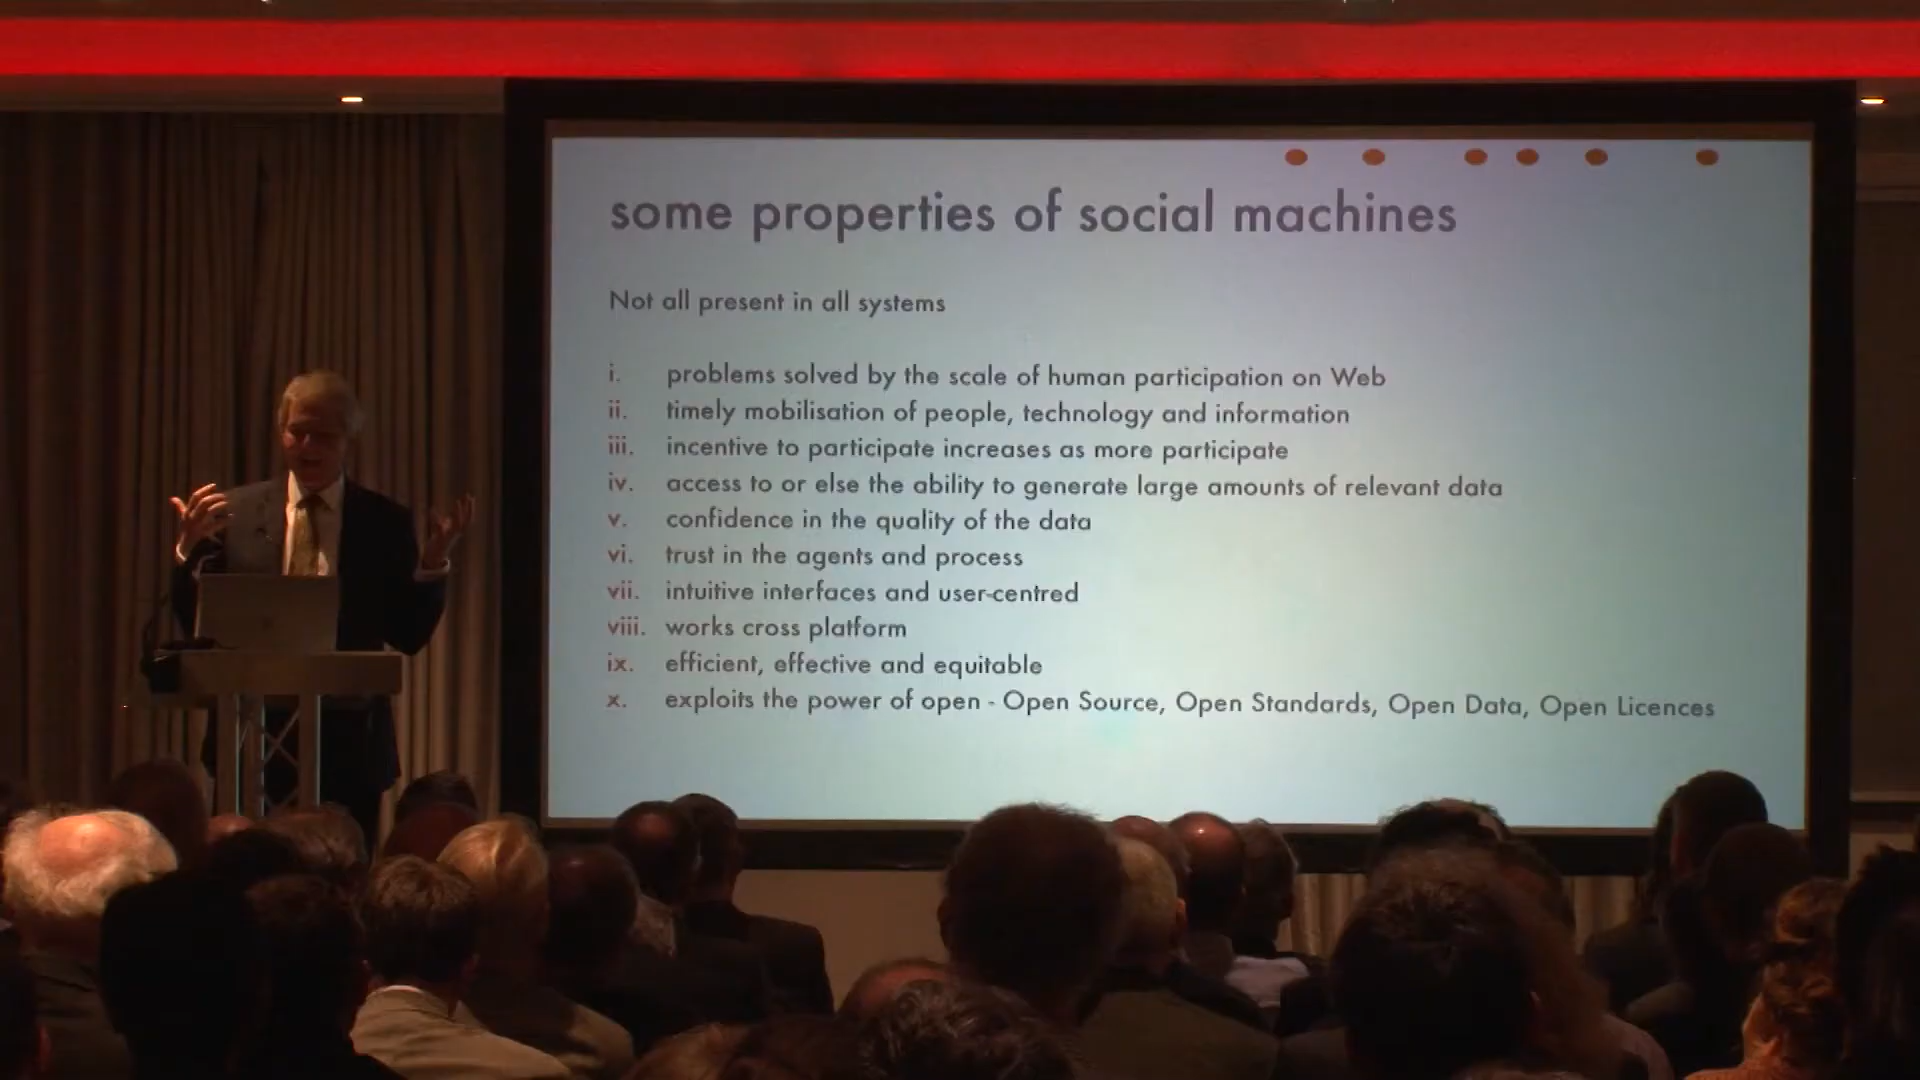 some properties of social machines
Not all present in all systems
i. problems solved by the scale of human participation on Web
ii. timely mobilisation of people, technology and information
iii. incentive to participate increases as more participate
iv. access to or else the ability to generate large amounts of relevant data
v. confidence in the quality of the data
vi. trust in the agents and process
vii. intuitive interfaces and user-centred
viii. works cross platform
ix. efficient, effective and equitable
x. exploits the power of open - Open Source, Open Standards, Open Data, Open Licences